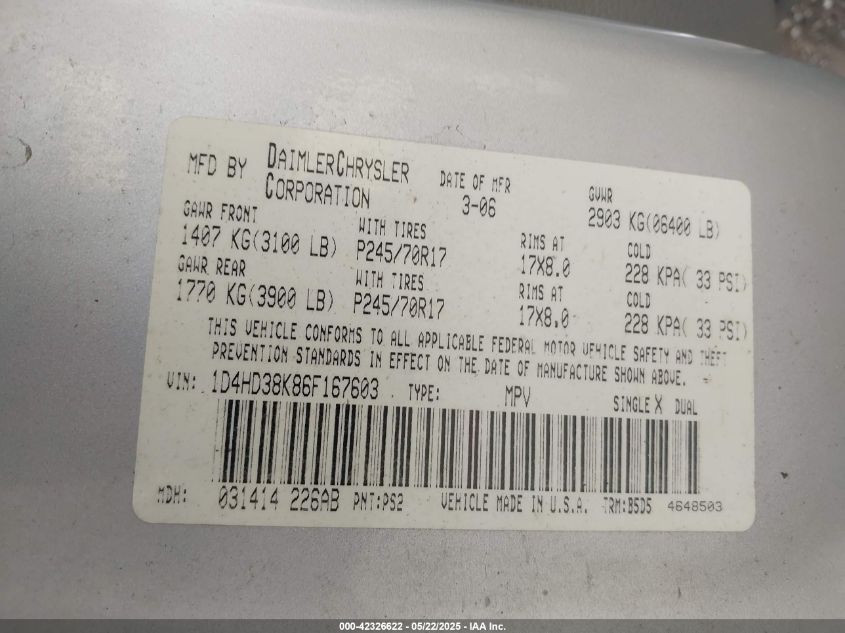 MFD BY DAIMLERCHRYSLER CORPORATION DATE OF MFR 3-06 GVWR 2903 KG(06400 LB)
GAWR FRONT WITH TIRES RIMS AT COLD
1407 KG(3100 LB) P245/70R17 17X8.0 228 KPA( 33 PSI)
GAWR REAR WITH TIRES RIMS AT COLD
1770 KG(3900 LB) P245/70R17 17X8.0 228 KPA( 33 PSI)
THIS VEHICLE CONFORMS TO ALL APPLICABLE FEDERAL MOTOR VEHICLE SAFETY AND THEFT
PREVENTION STANDARDS IN EFFECT ON THE DATE OF MANUFACTURE SHOWN ABOVE.
VIN: 1D4HD38K86F167603 TYPE: MPV SINGLE X DUAL
MDH: 031414 226AB PNT:PS2 VEHICLE MADE IN U.S.A. TRM:B5D5 4648503
000-42326622 - 05/22/2025 - IAA Inc.